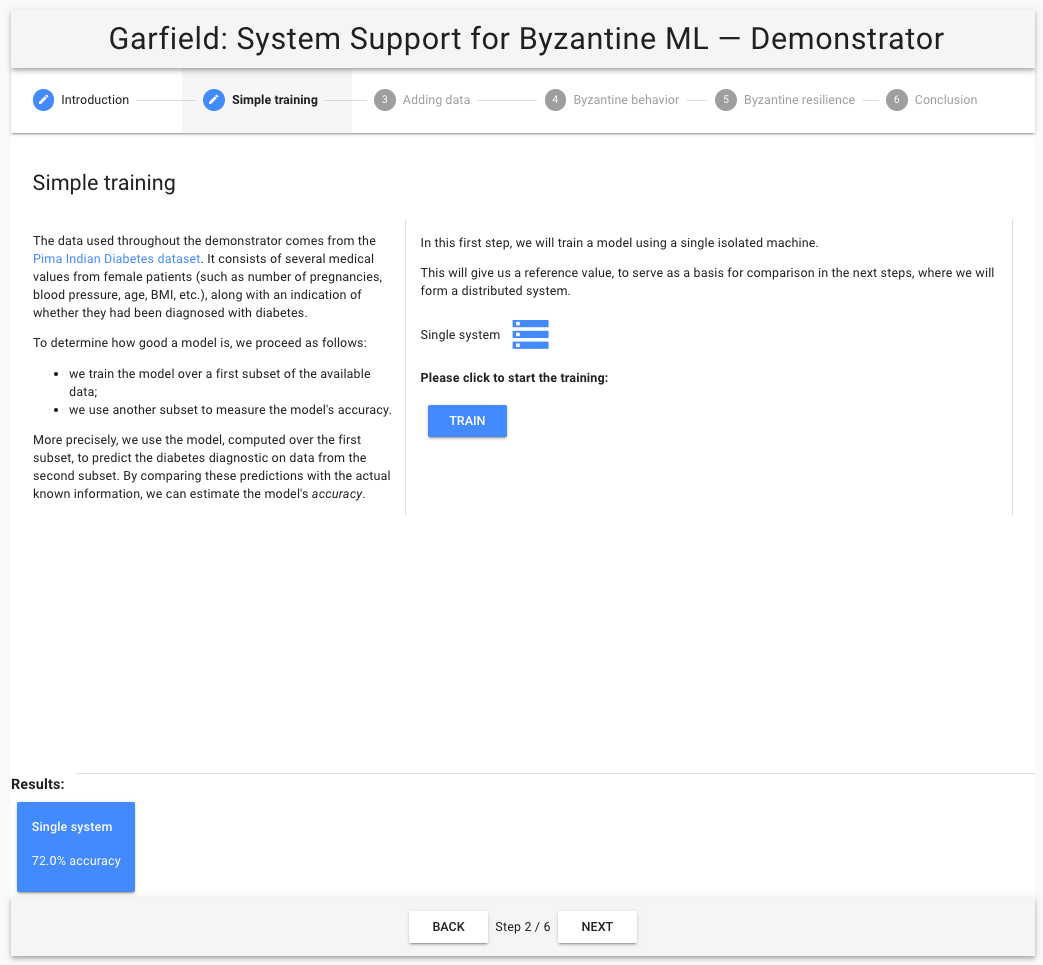 Garfield: System Support for Byzantine ML — Demonstrator
Introduction
Simple training
3 Adding data
4 Byzantine behavior
5 Byzantine resilience
6 Conclusion
Simple training
The data used throughout the demonstrator comes from the
Pima Indian Diabetes dataset. It consists of several medical
values from female patients (such as number of pregnancies,
blood pressure, age, BMI, etc.), along with an indication of
whether they had been diagnosed with diabetes.
To determine how good a model is, we proceed as follows:
• we train the model over a first subset of the available
data;
• we use another subset to measure the model's accuracy.
More precisely, we use the model, computed over the first
subset, to predict the diabetes diagnostic on data from the
second subset. By comparing these predictions with the actual
known information, we can estimate the model's accuracy.
In this first step, we will train a model using a single isolated machine.
This will give us a reference value, to serve as a basis for comparison in the next steps, where we will
form a distributed system.
Single system
Please click to start the training:
TRAIN
Results:
Single system
72.0% accuracy
BACK Step 2 / 6 NEXT